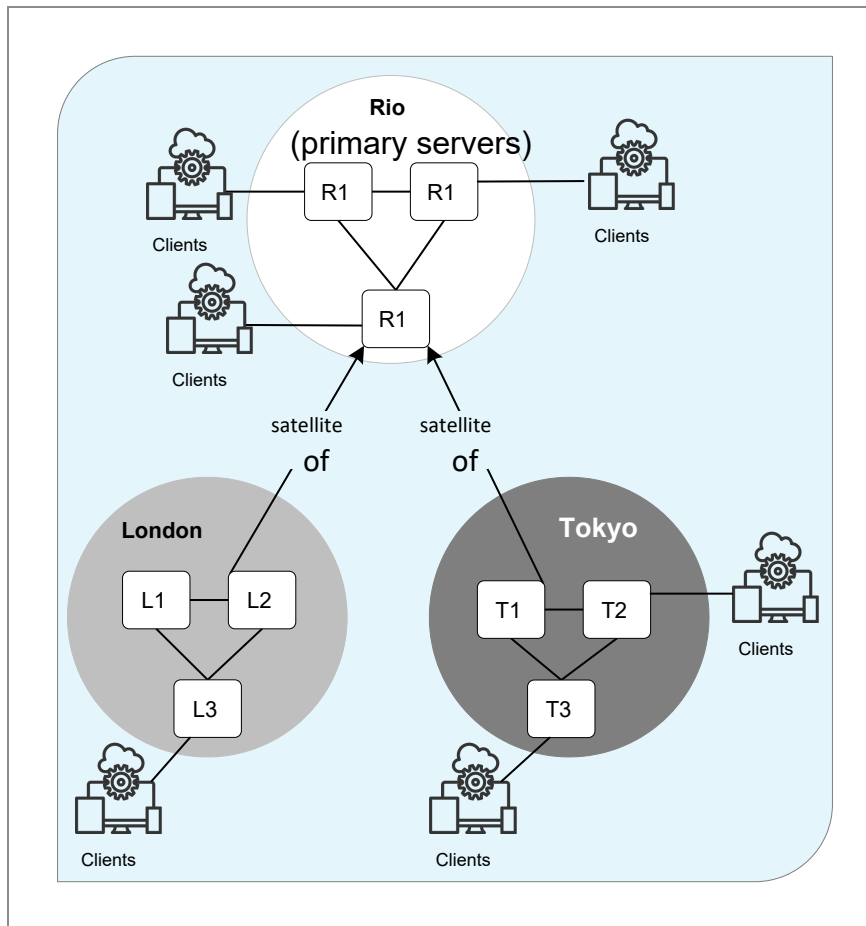 Rio
(primary servers)
R1
R1
Clients
Clients
R1
Clients
satellite
of
satellite
of
London
Tokyo
L1
L2
T1
T2
Clients
L3
T3
Clients
Clients